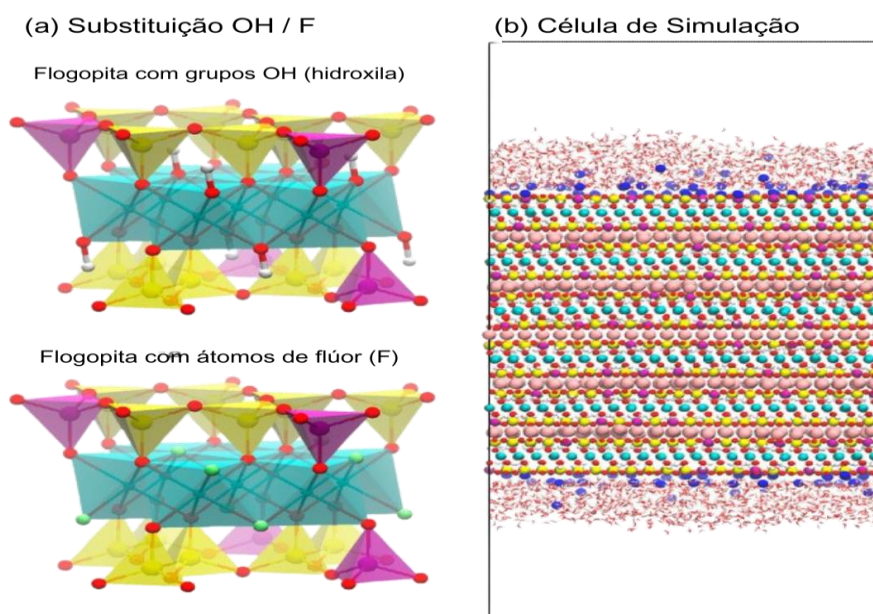 (a) Substituição OH / F
(b) Célula de Simulação
Flogopita com grupos OH (hidroxila)
Flogopita com átomos de flúor (F)